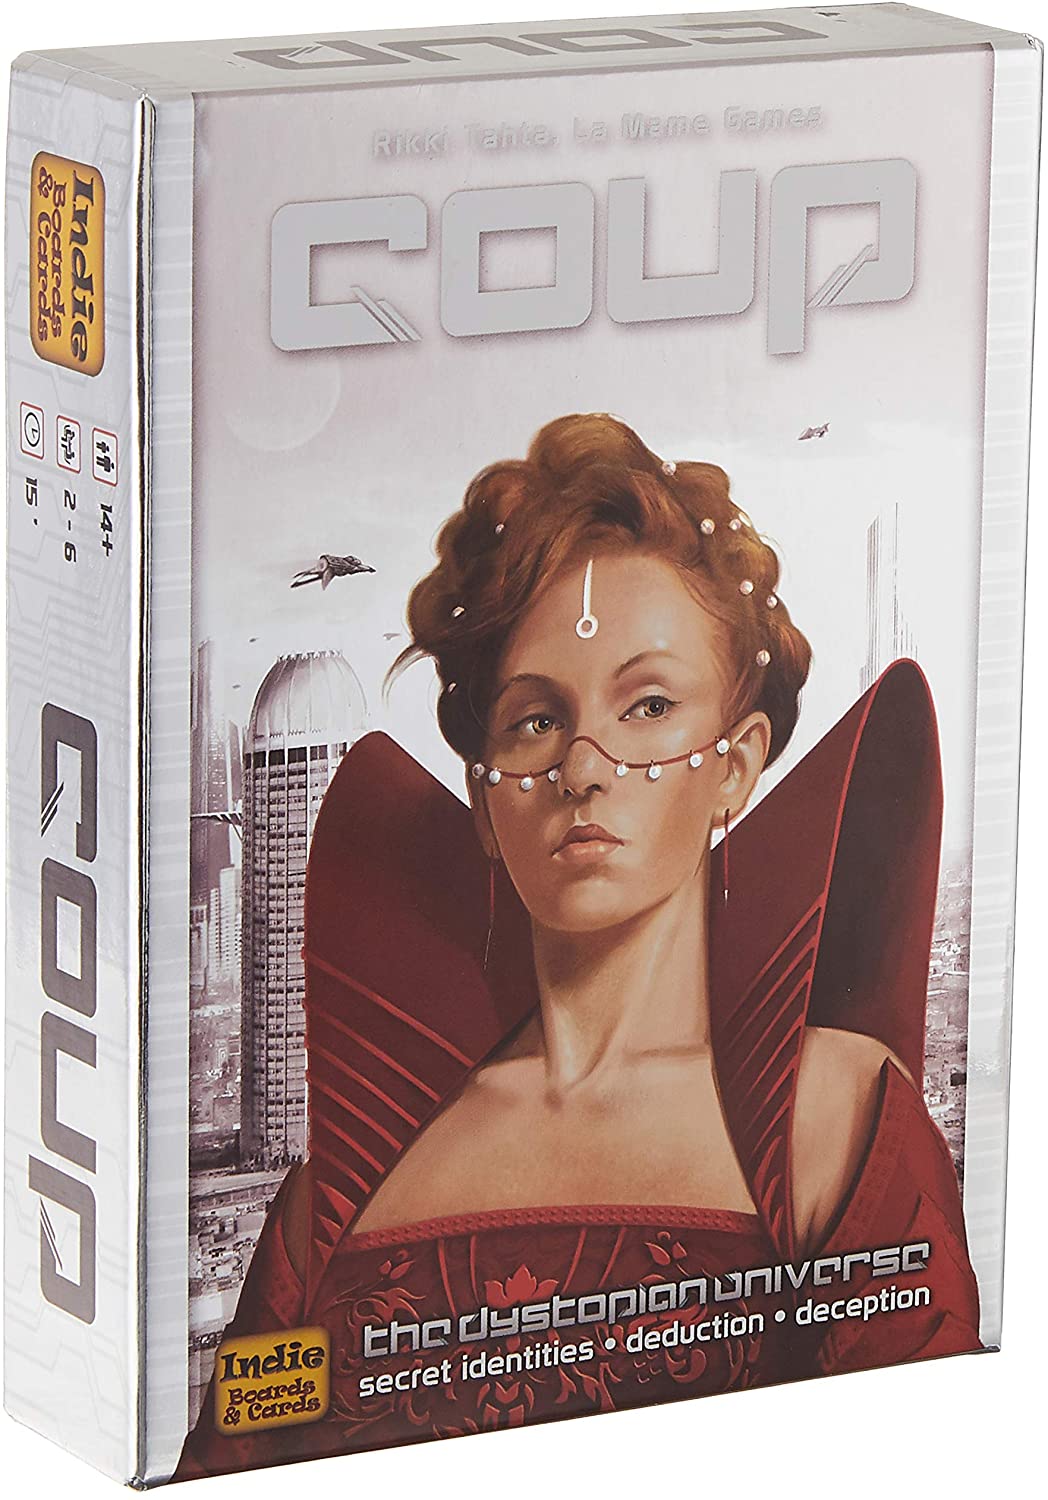 COUP
Rikki Tahta, La Mame Games
COUP
Indie
Boards
& Cards
14+
2 - 6
15'
COUP
the dystopian universe
secret identities • deduction • deception
Indie
Boards
& Cards